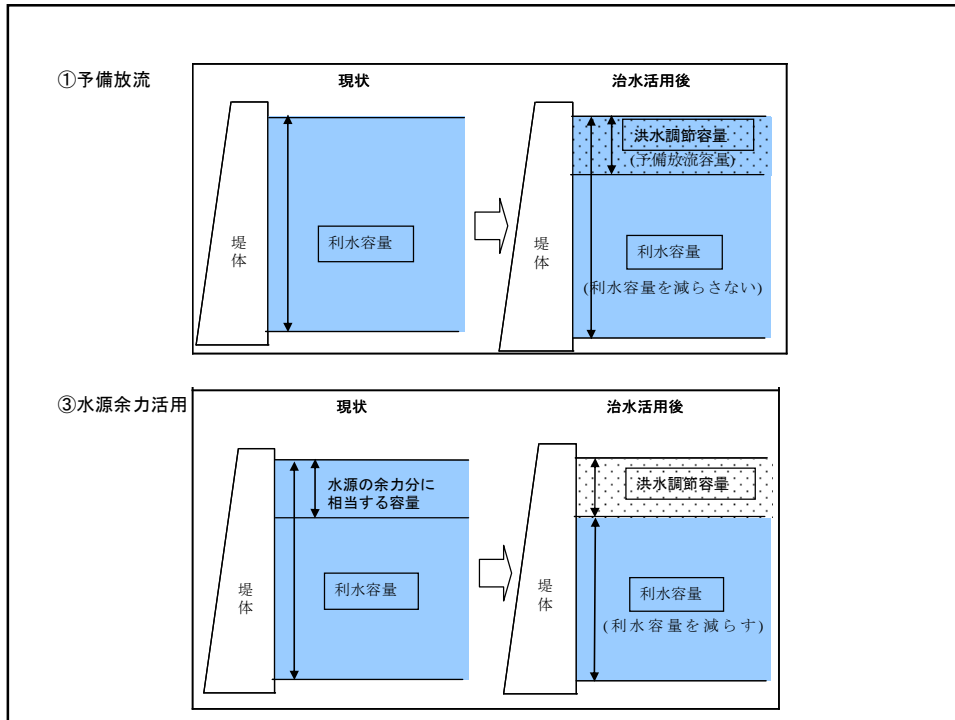 ①予備放流
現状
治水活用後
堤
体
利水容量
堤
体
洪水調節容量
(予備放流容量)
利水容量
(利水容量を減らさない)
③水源余力活用
現状
治水活用後
堤
体
水源の余力分に
相当する容量
利水容量
堤
体
洪水調節容量
利水容量
(利水容量を減らす)